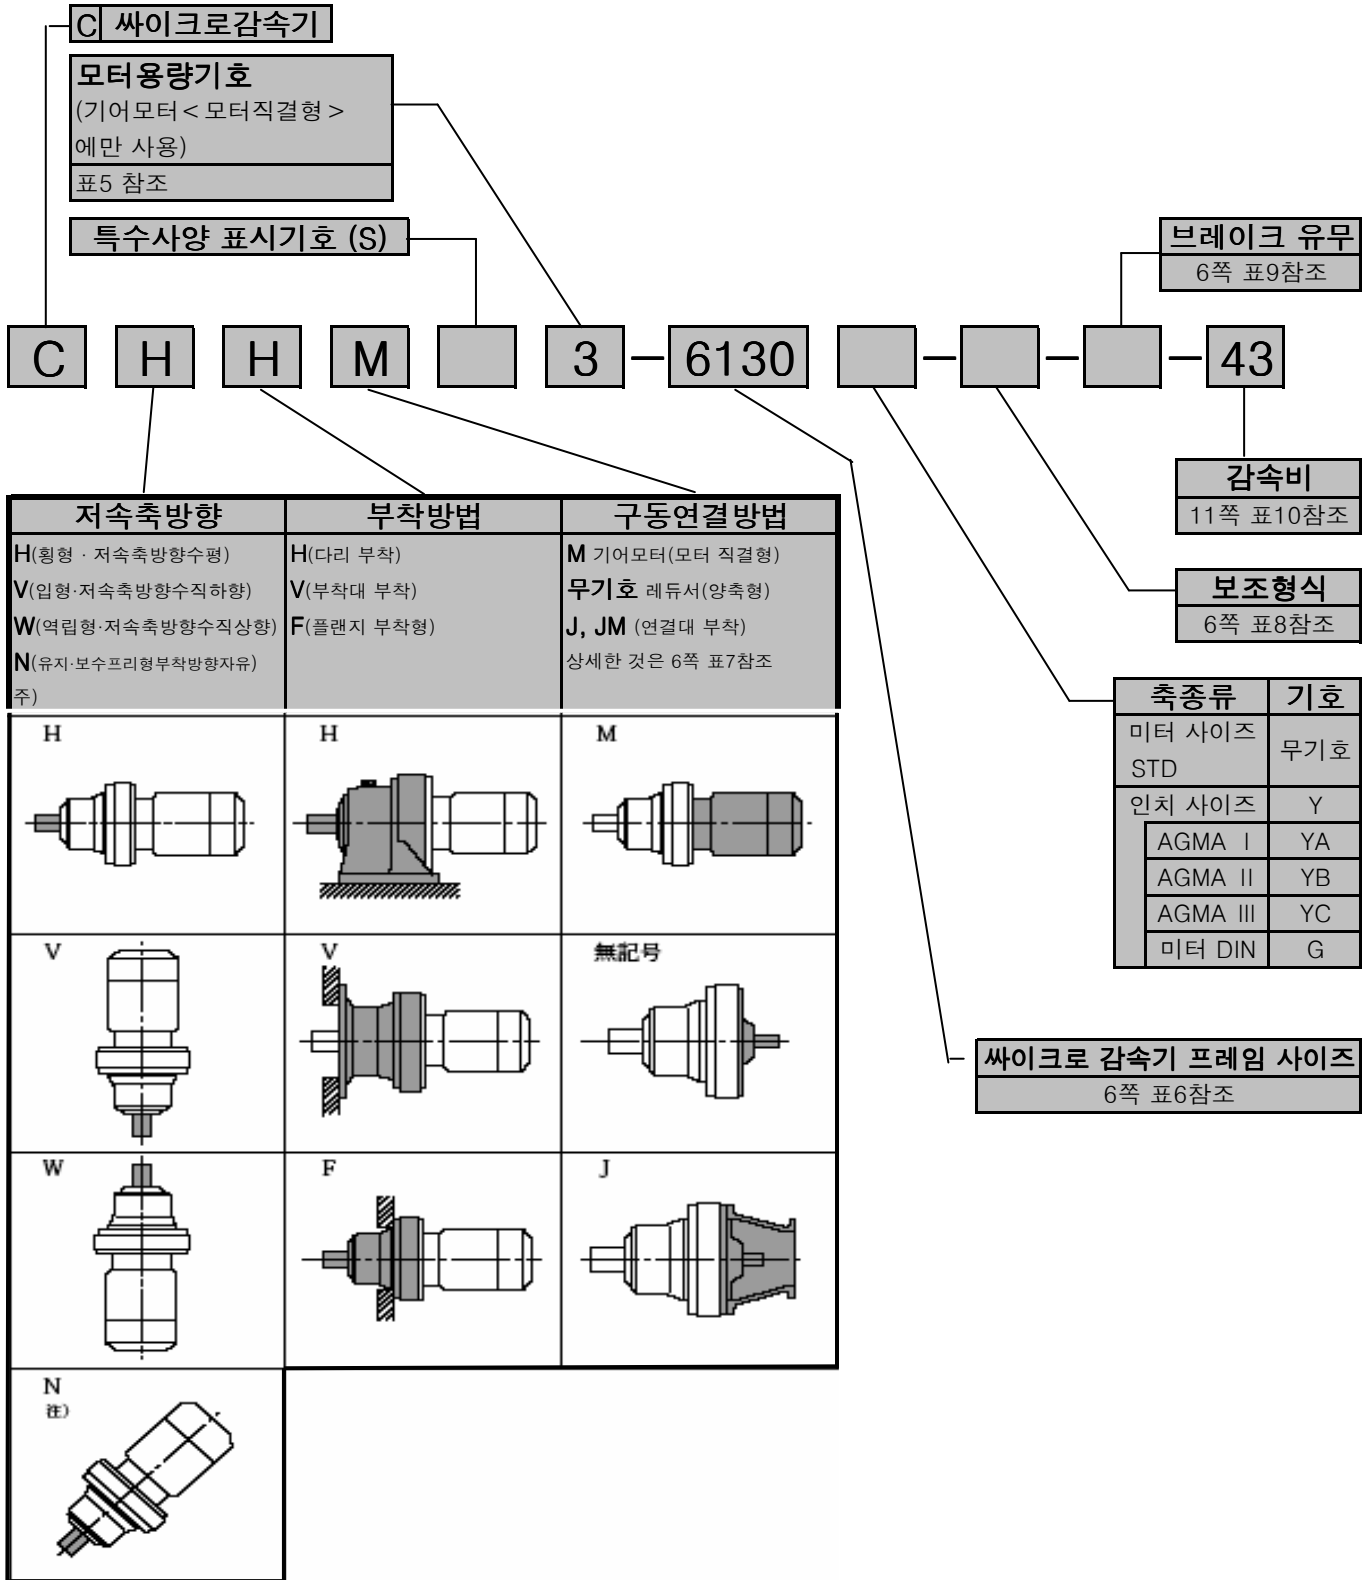 C 싸이크로감속기
모터용량기호
(기어모터<모터직결형>
에만 사용)
표5 참조
특수사양 표시기호 (S)
브레이크 유무
6쪽 표9참조
C H H M 3 - 6130 - - - 43
감속비
11쪽 표10참조
보조형식
6쪽 표8참조
축종류 기호
미터 사이즈
STD
무기호
인치 사이즈 Y
AGMA Ⅰ YA
AGMA Ⅱ YB
AGMA Ⅲ YC
미터 DIN G
싸이크로 감속기 프레임 사이즈
6쪽 표6참조
저속축방향 부착방법 구동연결방법
H(횡형 · 저속축방향수평)
V(입형·저속축방향수직하향)
W(역립형·저속축방향수직상향)
N(유지·보수프리형부착방향자유)
주)
H(다리 부착)
V(부착대 부착)
F(플랜지 부착형)
M 기어모터(모터 직결형)
무기호 레듀서(양축형)
J, JM (연결대 부착)
상세한 것은 6쪽 표7참조
H H M
V V 無記号
W F J
N
注)